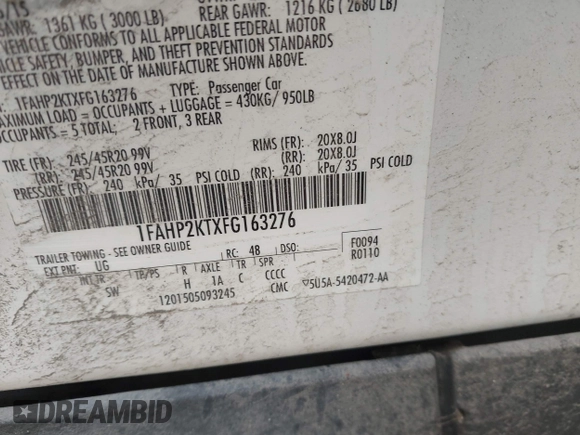 /15
GAWR: 1361 KG ( 3000 LB)
REAR GAWR: 1216 KG ( 2680 LB)
VEHICLE CONFORMS TO ALL APPLICABLE FEDERAL MOTOR
VEHICLE SAFETY, BUMPER, AND THEFT PREVENTION STANDARDS
EFFECT ON THE DATE OF MANUFACTURE SHOWN ABOVE.
1FAHP2KTXFG163276 TYPE: Passenger Car
MAXIMUM LOAD = OCCUPANTS + LUGGAGE = 430KG/ 950LB
OCCUPANTS = 5 TOTAL; 2 FRONT, 3 REAR
TIRE (FR): 245/45R20 99V RIMS (FR): 20X8.0J
(RR): 245/45R20 99V (RR): 20X8.0J
PRESSURE (FR): 240 kPa/ 35 PSI COLD (RR): 240 kPa/ 35 PSI COLD
1FAHP2KTXFG163276
TRAILER TOWING - SEE OWNER GUIDE
EXT PNT: UG RC: 48 DSO:
F0094
R0110
INT TR TP/PS R AXLE TR SPR
SW H 1A C CCCC
1201505093245 CMC ▽5U5A-5420472-AA
DREAMBID